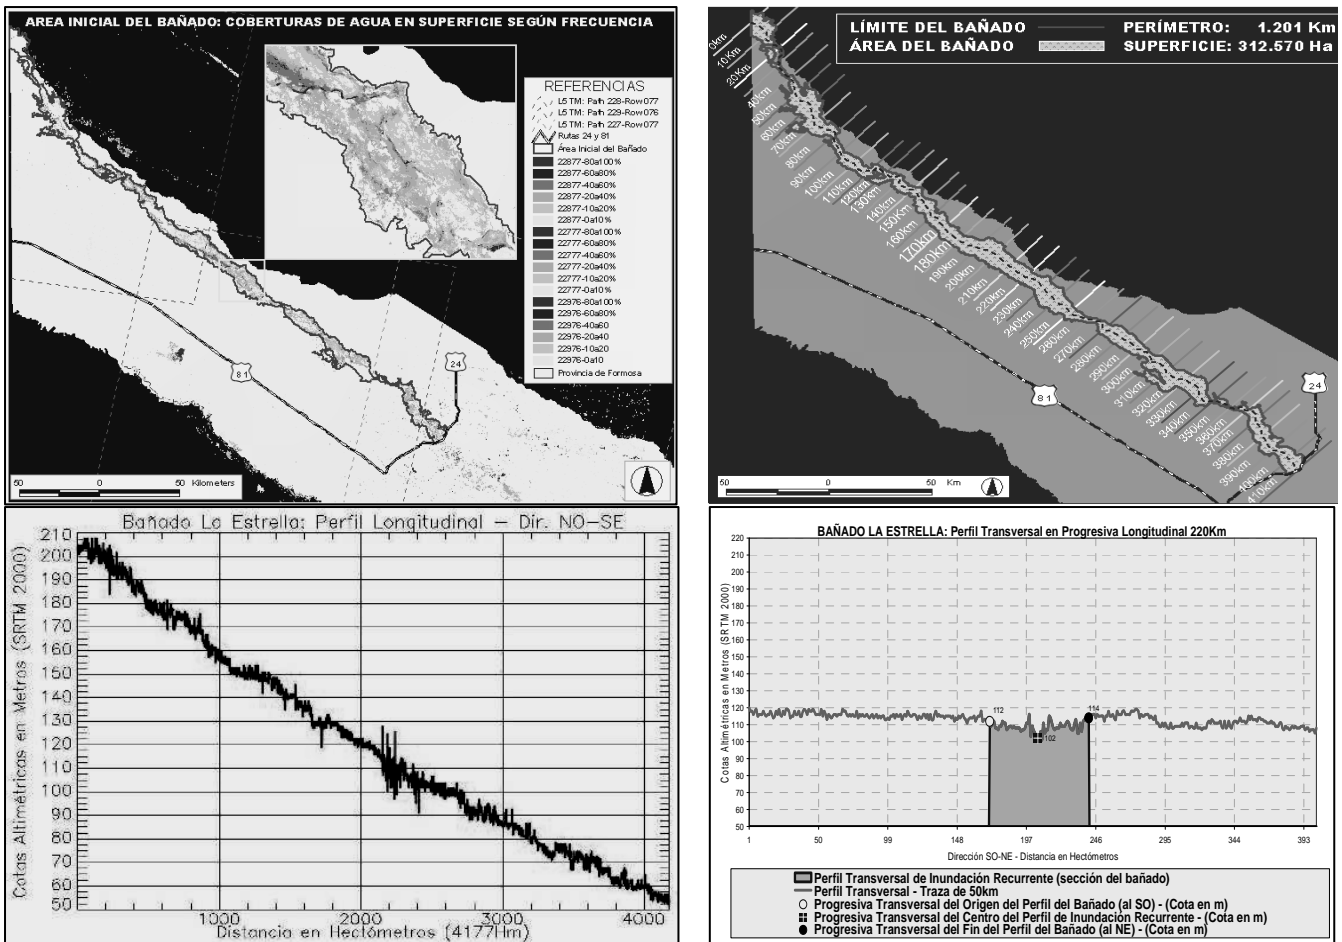 AREA INICIAL DEL BAÑADO: COBERTURAS DE AGUA EN SUPERFICIE SEGÚN FRECUENCIA
REFERENCIAS
L5 TM: Path 228-Row077
L5 TM: Path 229-Row076
L5 TM: Path 227-Row077
Rutas 24 y 81
Área Inicial del Bañado
22877-80a100%
22877-60a80%
22877-40a60%
22877-20a40%
22877-10a20%
22877-0a10%
22777-80a100%
22777-60a80%
22777-40a60%
22777-20a40%
22777-10a20%
22777-0a10%
22976-80a100%
22976-60a80%
22976-40a60
22976-20a40
22976-10a20
22976-0a10
Provincia de Formosa
24
81
50 0 50 Kilometers
LÍMITE DEL BAÑADO PERÍMETRO: 1.201 Km
ÁREA DEL BAÑADO SUPERFICIE: 312.570 Ha
0km
10Km
20Km
40km
50km
60km
70km
80km
90km
100km
110km
120km
130km
140km
150Km
160km
170km
180km
190km
200km
210km
220km
230km
240km
250km
260km
270km
280km
290km
300km
310km
320km
330km
340km
350km
360km
370km
380km
390km
400km
410km
24
81
50 0 50 Km
Bañado La Estrella: Perfil Longitudinal – Dir. NO-SE
Cotas Altimétricas en Metros (SRTM 2000)
210
200
190
180
170
160
150
140
130
120
110
100
90
80
70
60
50
1000 2000 3000 4000
Distancia en Hectómetros (4177Hm)
BAÑADO LA ESTRELLA: Perfil Transversal en Progresiva Longitudinal 220Km
Cotas Altimétricas en Metros (SRTM 2000)
220
210
200
190
180
170
160
150
140
130
120
110
100
90
80
70
60
50
112
114
102
1 50 99 148 197 246 295 344 393
Dirección SO-NE - Distancia en Hectómetros
Perfil Transversal de Inundación Recurrente (sección del bañado)
Perfil Transversal - Traza de 50km
Progresiva Transversal del Origen del Perfil del Bañado (al SO) - (Cota en m)
Progresiva Transversal del Centro del Perfil de Inundación Recurrente - (Cota en m)
Progresiva Transversal del Fin del Perfil del Bañado (al NE) - (Cota en m)